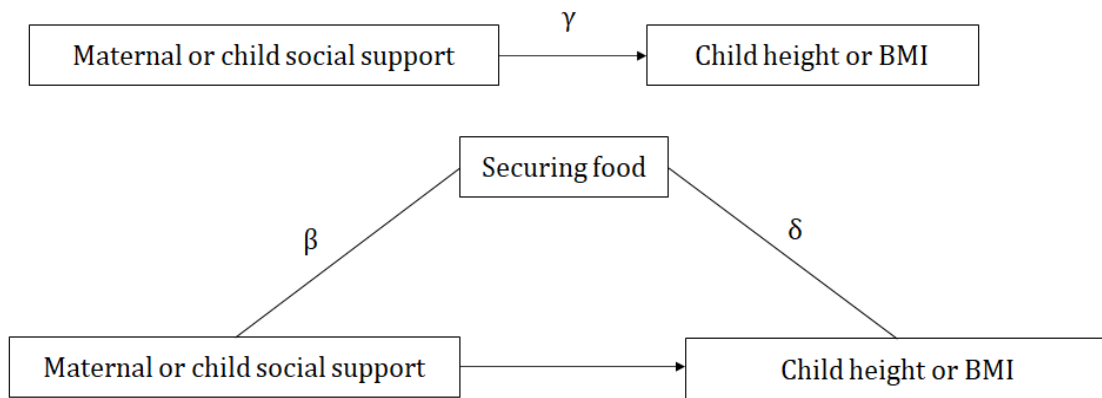 γ
Maternal or child social support
Child height or BMI
Securing food
β
δ
Maternal or child social support
Child height or BMI